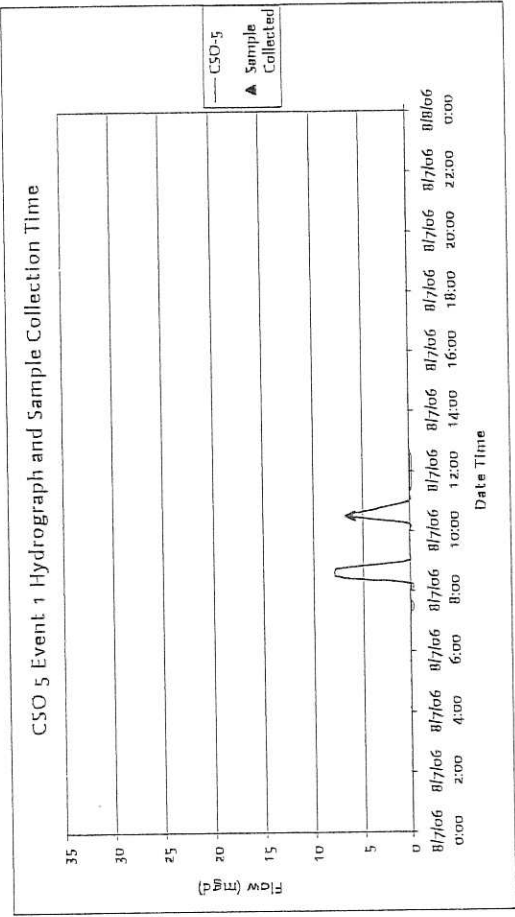 CSO 5 Event 1 Hydrograph and Sample Collection Time
35
30
25
20
15
10
5
0
Flow (mgd)
8/7/06 8/7/06 8/7/06 8/7/06 8/7/06 8/7/06 8/7/06 8/7/06 8/7/06 8/7/06 8/7/06 8/7/06 8/8/06
0:00 2:00 4:00 6:00 8:00 10:00 12:00 14:00 16:00 18:00 20:00 22:00 0:00
Date Time
CSO-5
Sample
Collected